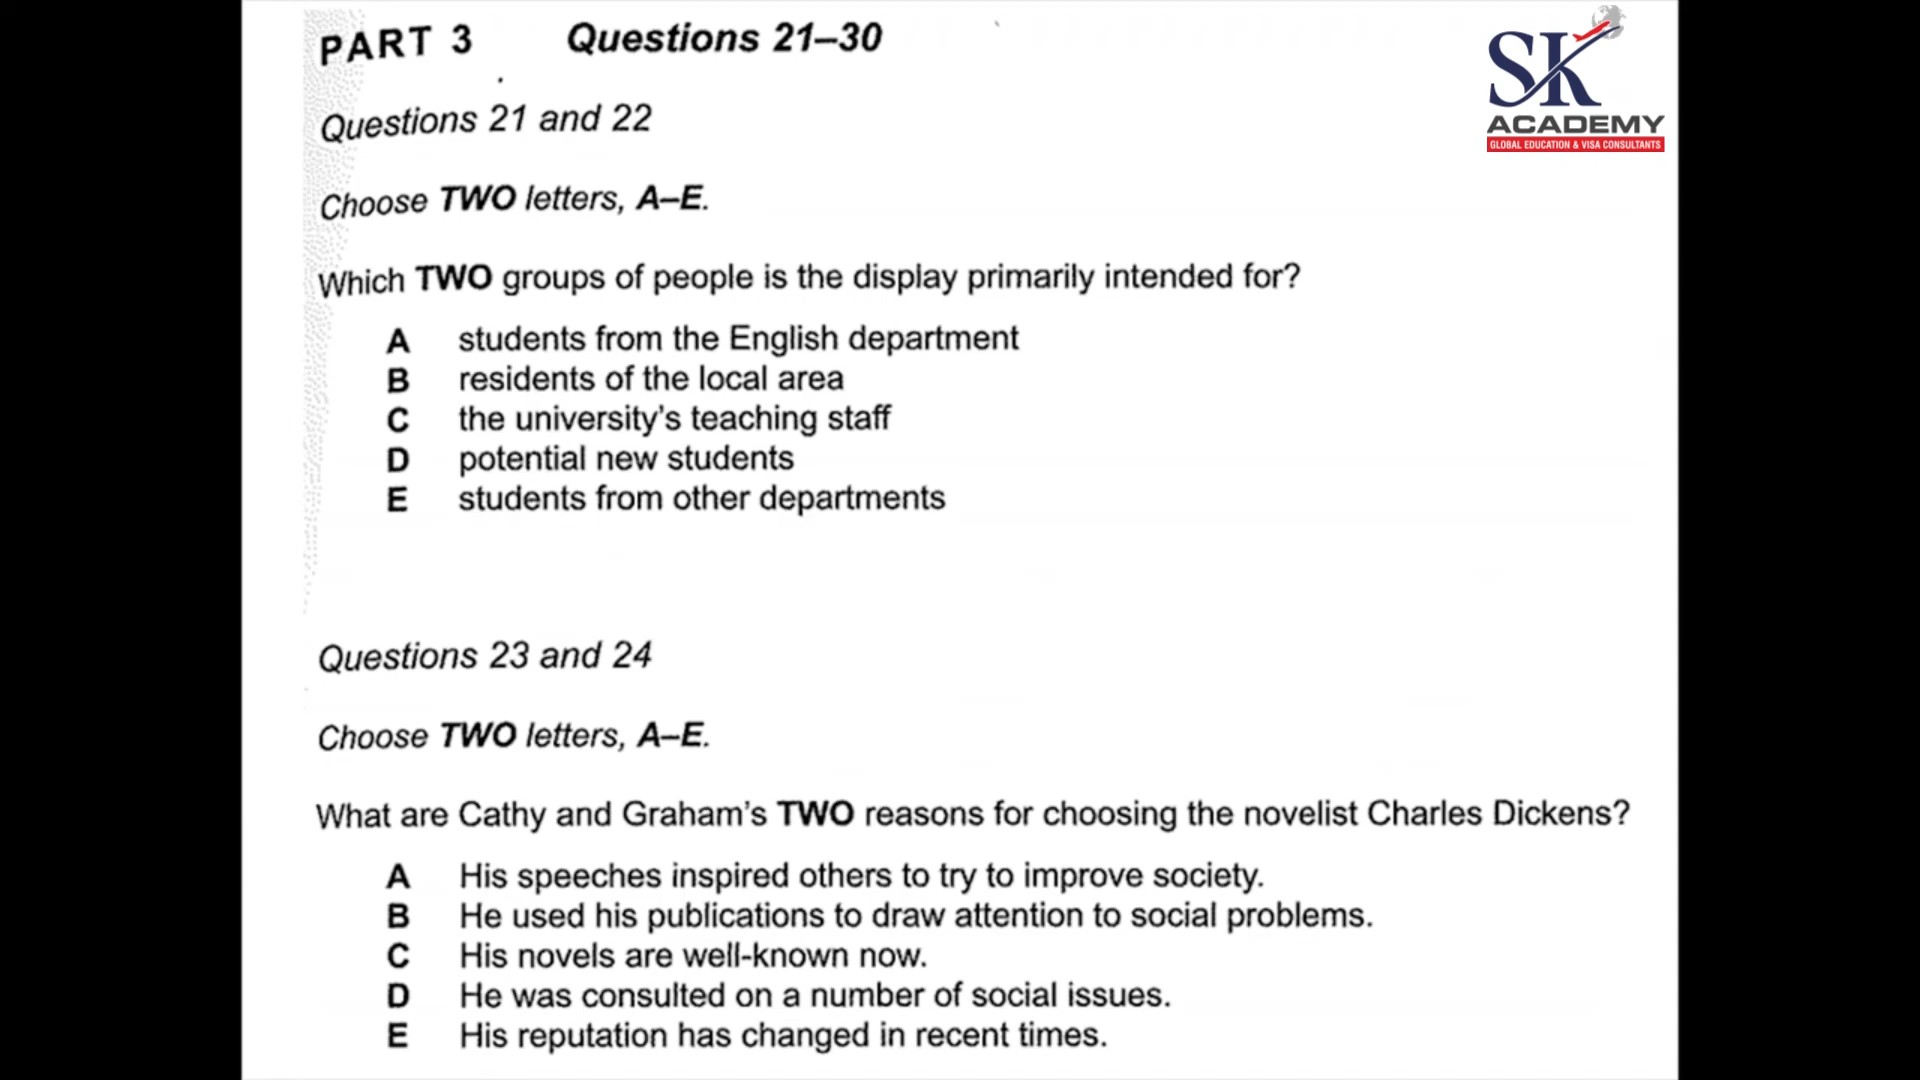 PART 3 Questions 21–30
SK
ACADEMY
GLOBAL EDUCATION & VISA CONSULTANTS
Questions 21 and 22
Choose TWO letters, A–E.
Which TWO groups of people is the display primarily intended for?
A students from the English department
B residents of the local area
C the university's teaching staff
D potential new students
E students from other departments
Questions 23 and 24
Choose TWO letters, A–E.
What are Cathy and Graham's TWO reasons for choosing the novelist Charles Dickens?
A His speeches inspired others to try to improve society.
B He used his publications to draw attention to social problems.
C His novels are well-known now.
D He was consulted on a number of social issues.
E His reputation has changed in recent times.